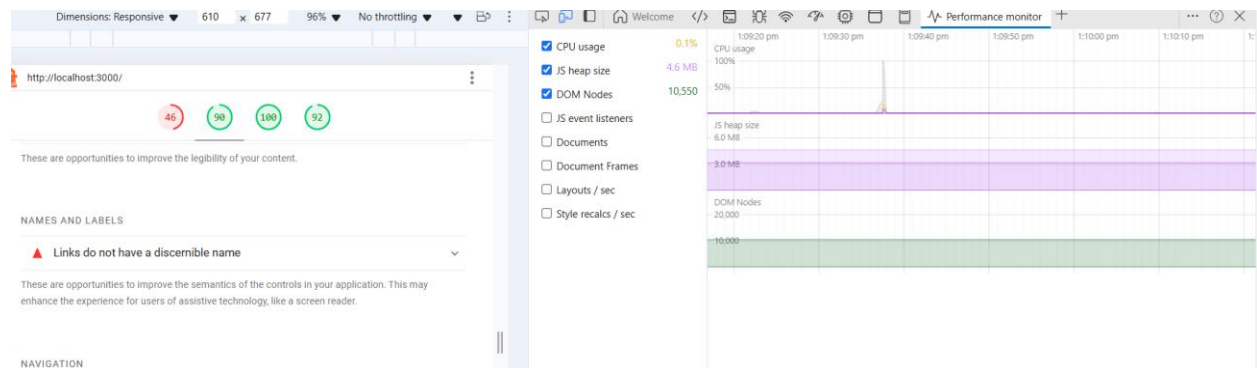 Dimensions: Responsive ▼ 610 x 677 96% ▼ No throttling ▼ ▼
Welcome </> Performance monitor +
http://localhost:3000/
46 90 100 92
These are opportunities to improve the legibility of your content.
NAMES AND LABELS
Links do not have a discernible name
These are opportunities to improve the semantics of the controls in your application. This may
enhance the experience for users of assistive technology, like a screen reader.
NAVIGATION
CPU usage 0.1%
JS heap size 4.6 MB
DOM Nodes 10,550
JS event listeners
Documents
Document Frames
Layouts / sec
Style recalcs / sec
1:09:20 pm 1:09:30 pm 1:09:40 pm 1:09:50 pm 1:10:00 pm 1:10:10 pm 1:
CPU usage
100%
50%
JS heap size
6.0 MB
3.0 MB
DOM Nodes
20,000
10,000